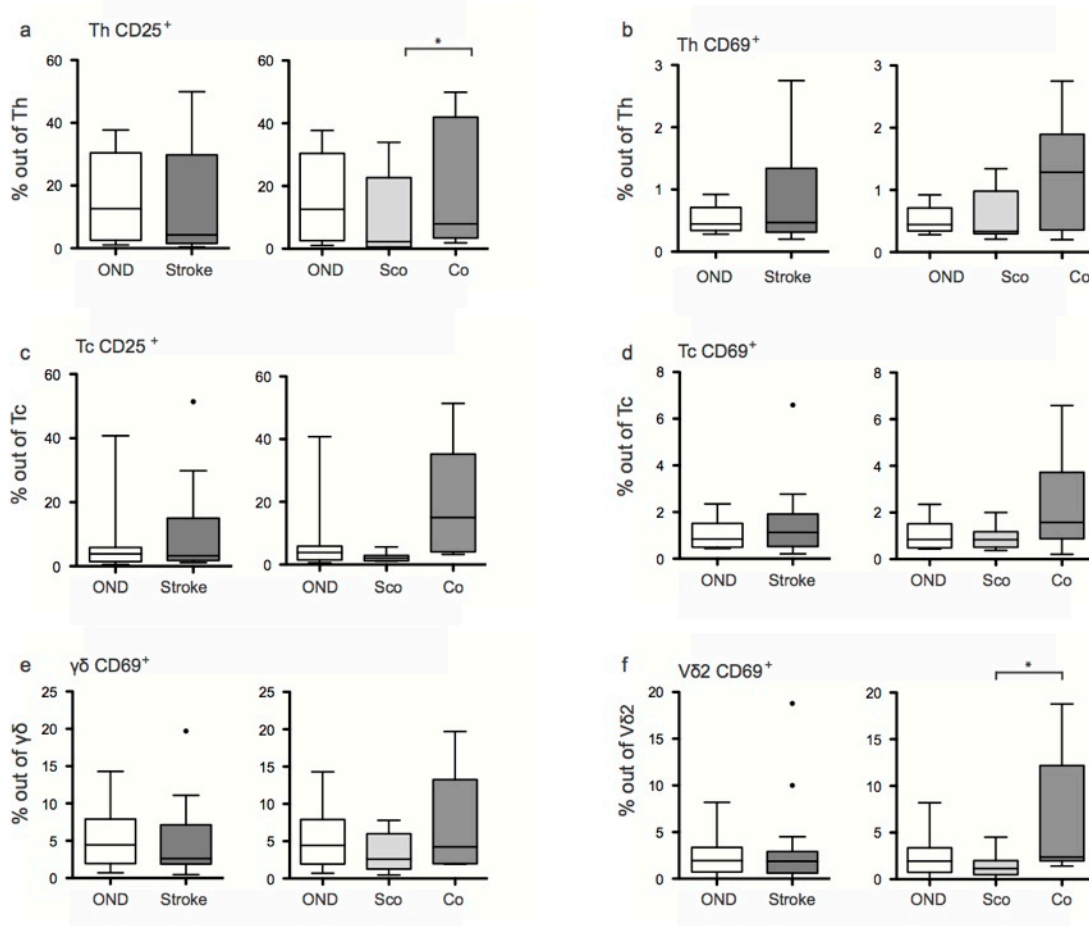 a Th CD25⁺
% out of Th
60
40
20
0
OND Stroke
60
40
20
0
*
OND Sco Co
b Th CD69⁺
% out of Th
3
2
1
0
OND Stroke
3
2
1
0
OND Sco Co
c Tc CD25⁺
% out of Tc
60
40
20
0
OND Stroke
60
40
20
0
OND Sco Co
d Tc CD69⁺
% out of Tc
8
6
4
2
0
OND Stroke
8
6
4
2
0
OND Sco Co
e γδ CD69⁺
% out of γδ
25
20
15
10
5
0
OND Stroke
25
20
15
10
5
0
OND Sco Co
f Vδ2 CD69⁺
% out of Vδ2
20
15
10
5
0
OND Stroke
20
15
10
5
0
*
OND Sco Co